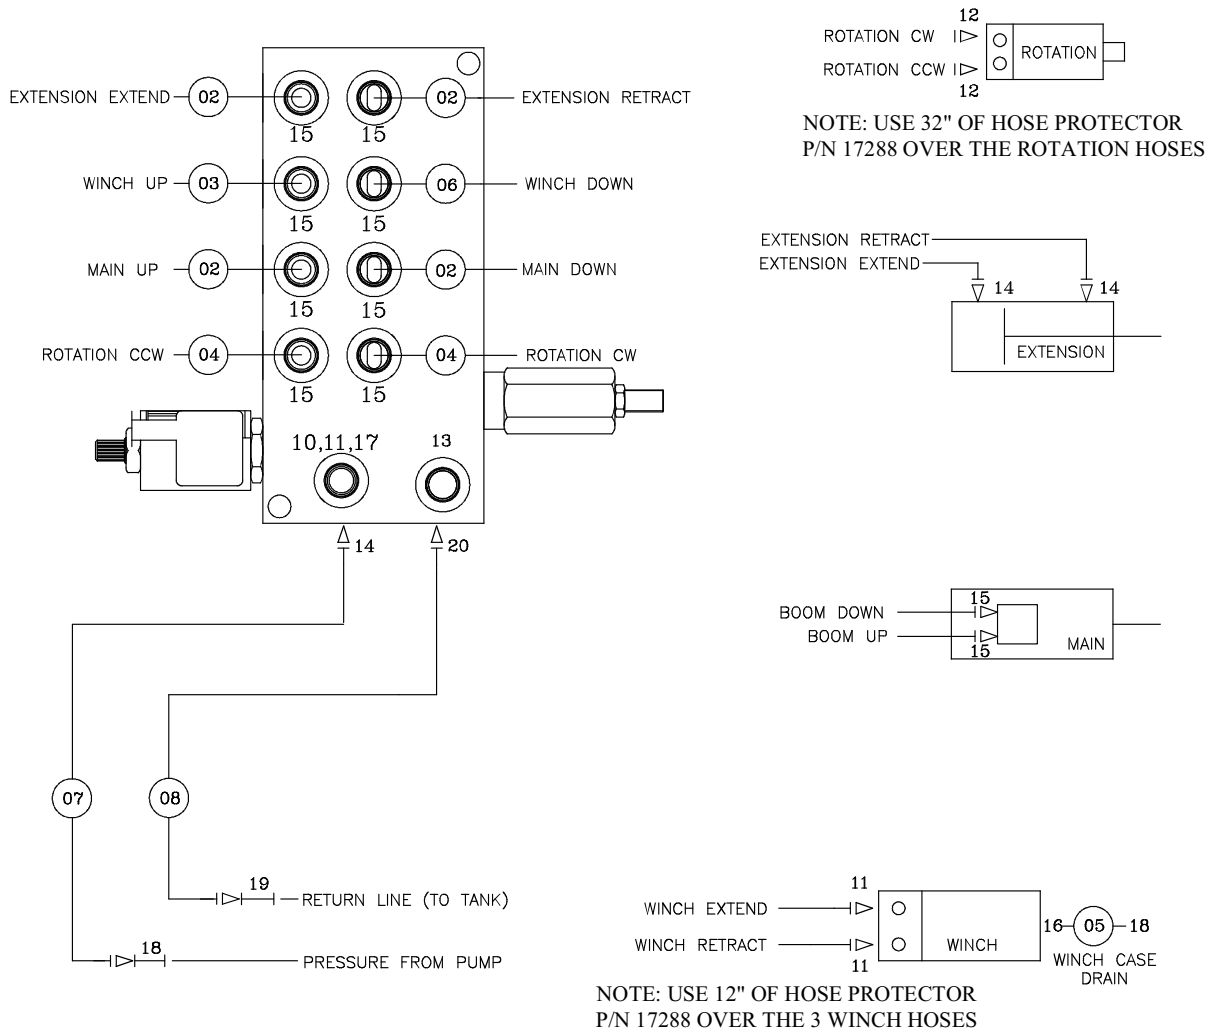 EXTENSION EXTEND 02 02 EXTENSION RETRACT
15 15
WINCH UP 03 06 WINCH DOWN
15 15
MAIN UP 02 02 MAIN DOWN
15 15
ROTATION CCW 04 04 ROTATION CW
15 15
10,11,17 13
14 20
07 08
19
RETURN LINE (TO TANK)
18
PRESSURE FROM PUMP
12
ROTATION CW
ROTATION
ROTATION CCW
12
NOTE: USE 32" OF HOSE PROTECTOR
P/N 17288 OVER THE ROTATION HOSES
EXTENSION RETRACT
EXTENSION EXTEND
14 14
EXTENSION
15
BOOM DOWN
BOOM UP
MAIN
15
11
WINCH EXTEND
16 05 18
WINCH RETRACT
WINCH
11
WINCH CASE
DRAIN
NOTE: USE 12" OF HOSE PROTECTOR
P/N 17288 OVER THE 3 WINCH HOSES